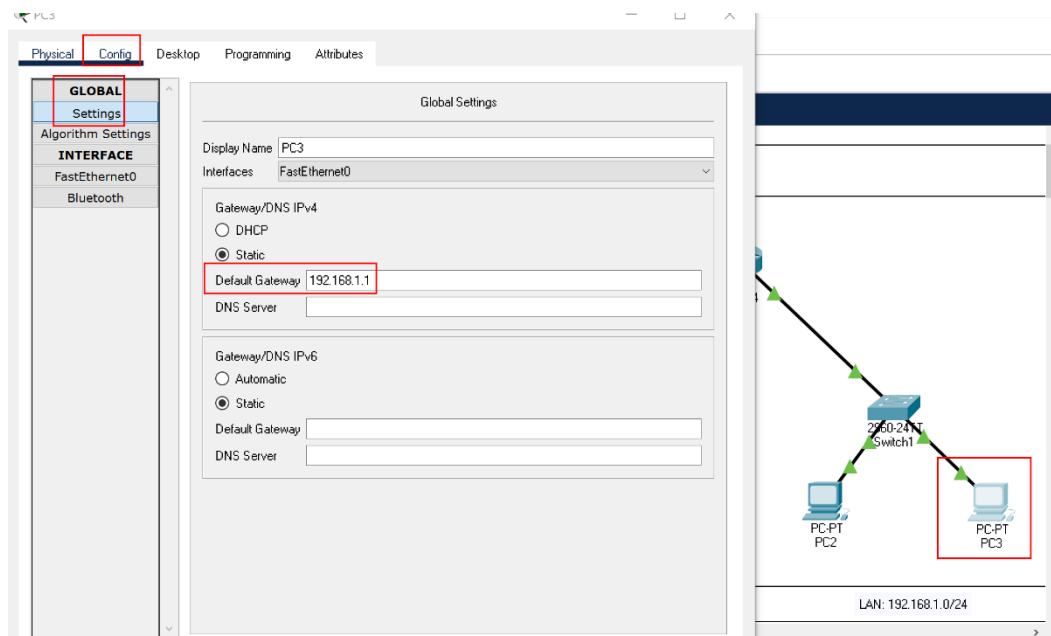 PC3
Physical Config Desktop Programming Attributes
GLOBAL
Settings
Algorithm Settings
INTERFACE
FastEthernet0
Bluetooth
Global Settings
Display Name PC3
Interfaces FastEthernet0
Gateway/DNS IPv4
DHCP
Static
Default Gateway 192.168.1.1
DNS Server
Gateway/DNS IPv6
Automatic
Static
Default Gateway
DNS Server
2960-24TT
Switch1
PC-PT
PC2
PC-PT
PC3
LAN: 192.168.1.0/24